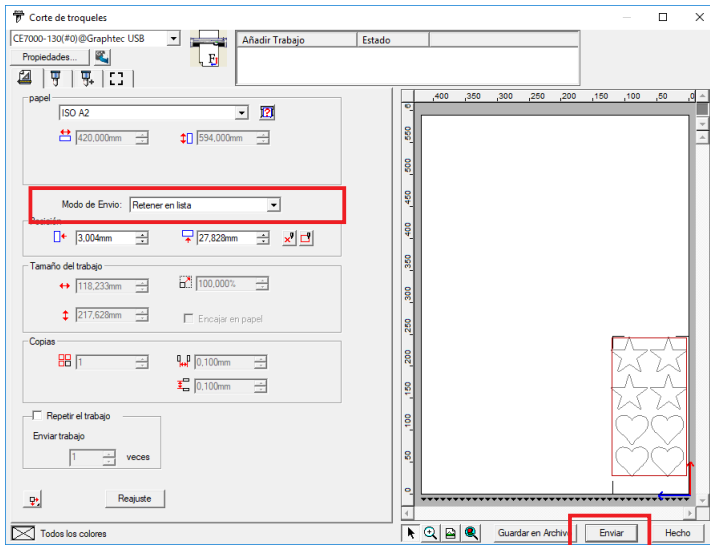 Corte de troqueles
CE7000-130(#0)@Graphtec USB
Añadir Trabajo Estado
Propiedades...
papel
ISO A2
420,000mm 594,000mm
Modo de Envio: Retener en lista
Posición
3,004mm 27,828mm
Tamaño del trabajo
118,233mm 100,000%
217,628mm Encajar en papel
Copias
1 0,100mm
0,100mm
Repetir el trabajo
Enviar trabajo
1 veces
Reajuste
Todos los colores
400 350 300 250 200 150 100 50 0
550
500
450
400
350
300
250
200
150
100
50
0
Guardar en Archivo Enviar Hecho